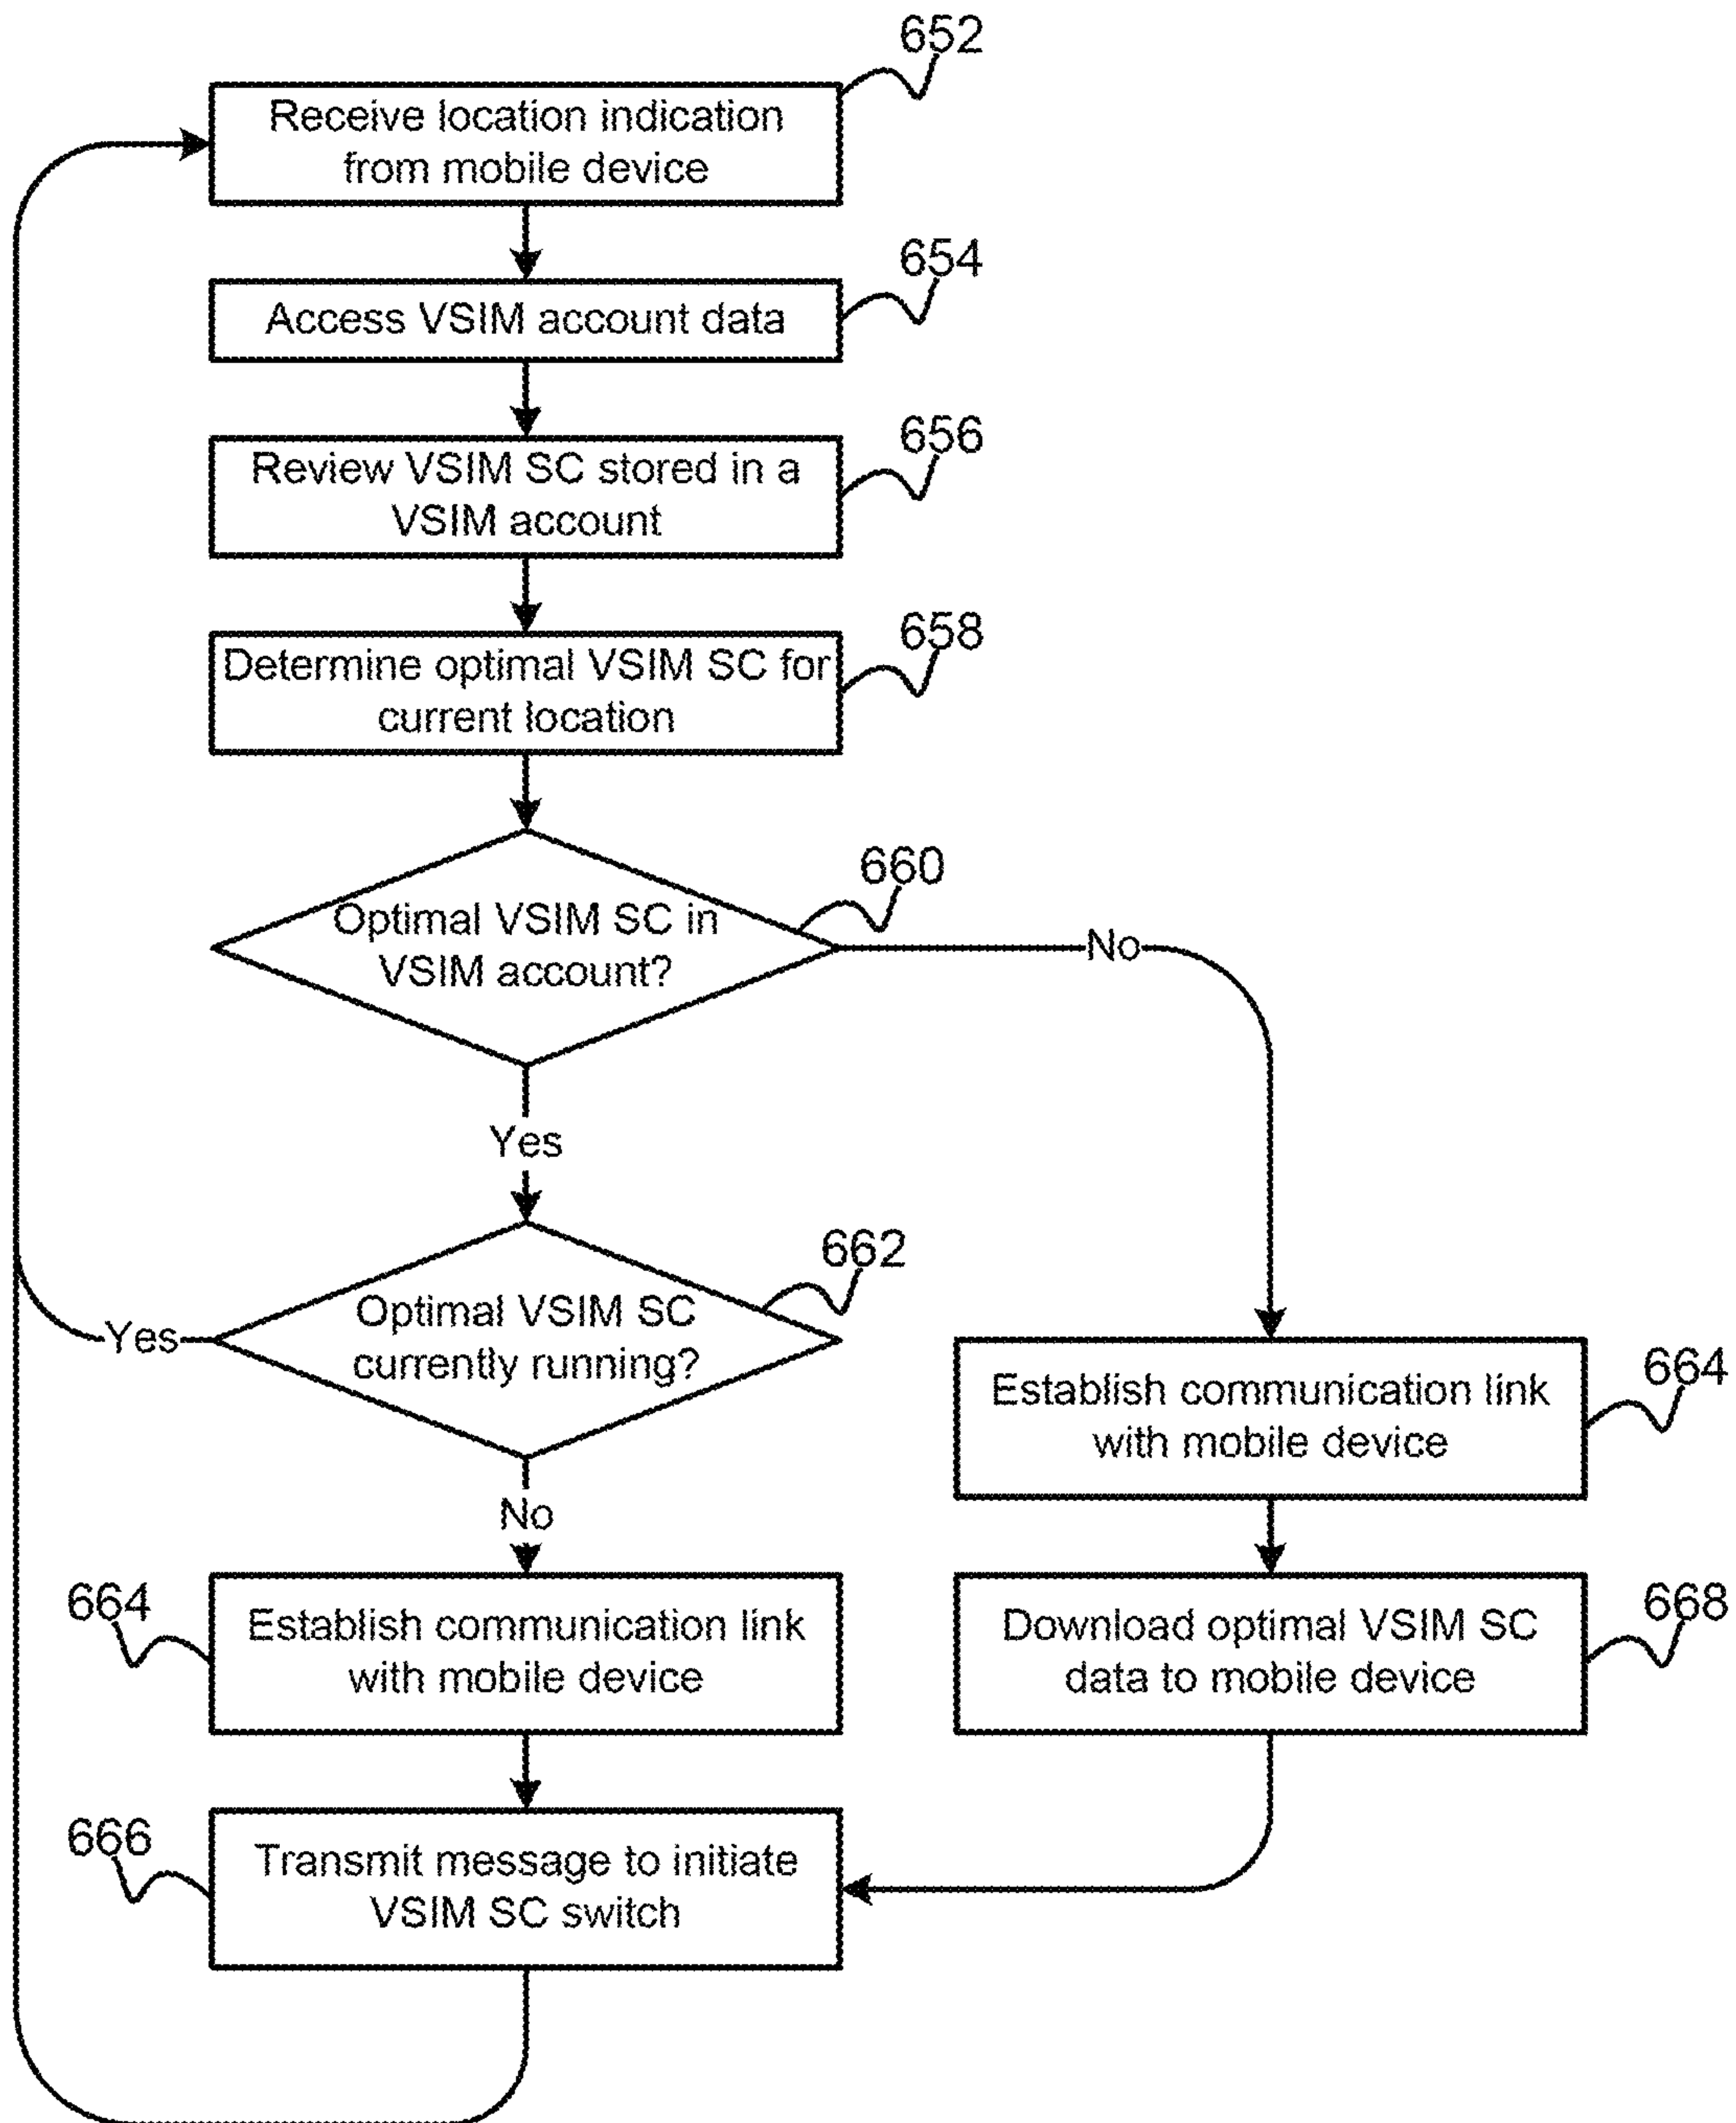 652
Receive location indication
from mobile device
654
Access VSIM account data
656
Review VSIM SC stored in a
VSIM account
658
Determine optimal VSIM SC for
current location
660
Optimal VSIM SC in
VSIM account?
No
Yes
662
Optimal VSIM SC
currently running?
Yes
No
664
Establish communication link
with mobile device
664
Establish communication link
with mobile device
668
Download optimal VSIM SC
data to mobile device
666
Transmit message to initiate
VSIM SC switch